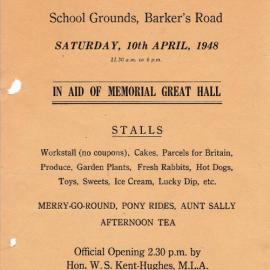 School Grounds, Barker's Road
SATURDAY, 10th APRIL, 1948
11.30 a.m. to 6 p.m.
IN AID OF MEMORIAL GREAT HALL
STALLS
Workstall (no coupons), Cakes, Parcels for Britain,
Produce, Garden Plants, Fresh Rabbits, Hot Dogs,
Toys, Sweets, Ice Cream, Lucky Dip, etc.
MERRY-GO-ROUND, PONY RIDES, AUNT SALLY
AFTERNOON TEA
Official Opening 2.30 p.m. by
Hon. W. S. Kent-Hughes, M.L.A.